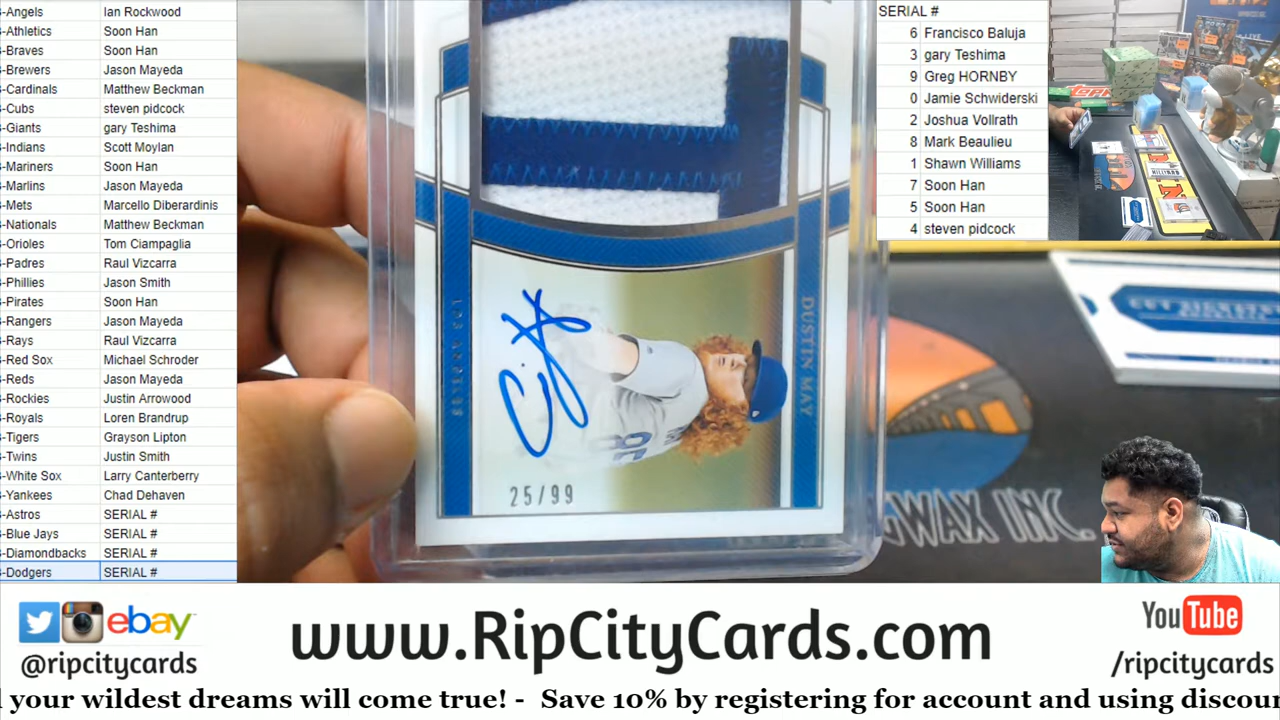 -Angels Ian Rockwood
-Athletics Soon Han
-Braves Soon Han
-Brewers Jason Mayeda
-Cardinals Matthew Beckman
-Cubs steven pidcock
-Giants gary Teshima
-Indians Scott Moylan
-Mariners Soon Han
-Marlins Jason Mayeda
-Mets Marcello Diberardinis
-Nationals Matthew Beckman
-Orioles Tom Ciampaglia
-Padres Raul Vizcarra
-Phillies Jason Smith
-Pirates Soon Han
-Rangers Jason Mayeda
-Rays Raul Vizcarra
-Red Sox Michael Schroder
-Reds Jason Mayeda
-Rockies Justin Arrowood
-Royals Loren Brandrup
-Tigers Grayson Lipton
-Twins Justin Smith
-White Sox Larry Canterberry
-Yankees Chad Dehaven
-Astros SERIAL #
-Blue Jays SERIAL #
-Diamondbacks SERIAL #
-Dodgers SERIAL #
SERIAL #
6 Francisco Baluja
3 gary Teshima
9 Greg HORNBY
0 Jamie Schwiderski
2 Joshua Vollrath
8 Mark Beaulieu
1 Shawn Williams
7 Soon Han
5 Soon Han
4 steven pidcock
LOS ANGELES
DUSTIN MAY
25/99
GWAX INC.
ebay
@ripcitycards
www.RipCityCards.com
YouTube
/ripcitycards
your wildest dreams will come true! - Save 10% by registering for account and using discou